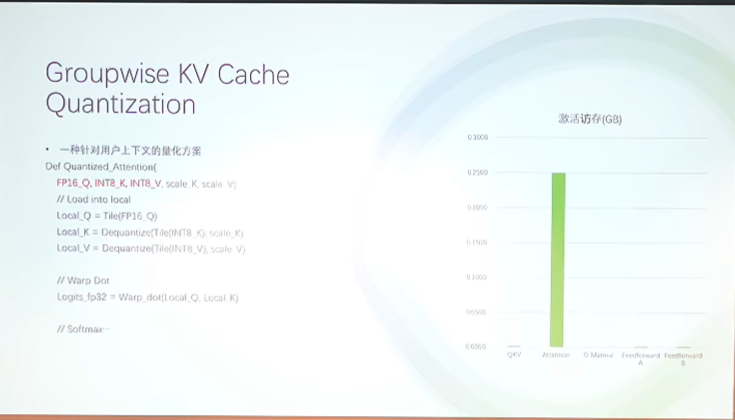 Groupwise KV Cache
Quantization
• 一种针对用户上下文的量化方案
Def Quantized_Attention(
FP16_Q, INT8_K, INT8_V, scale_K, scale_V)
// Load into local
Local_Q = Tile(FP16_Q)
Local_K = Dequantize(Tile(INT8_K), scale_K)
Local_V = Dequantize(Tile(INT8_V), scale_V)
// Warp Dot
Logits_fp32 = Warp_dot(Local_Q, Local_K)
// Softmax…
激活访存(GB)
0.3000
0.2500
0.2000
0.1500
0.1000
0.0500
0.0000
QKV Attention O Matmul Feedforward Feedforward
A B